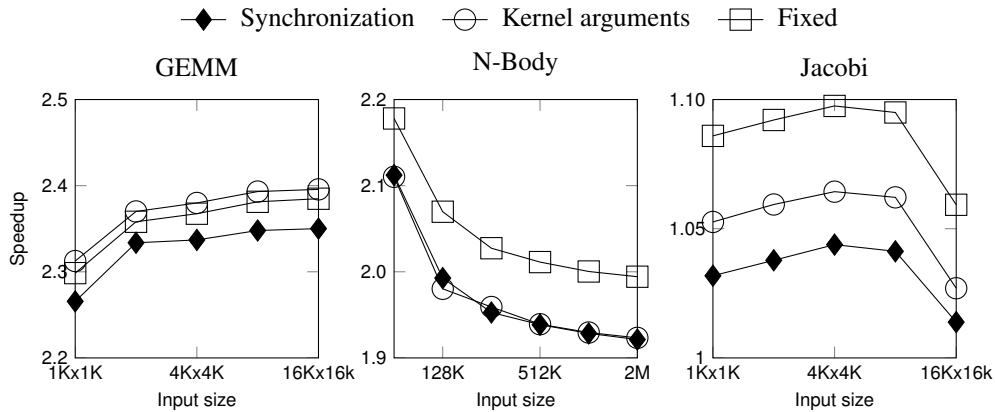 Synchronization Kernel arguments Fixed
GEMM N-Body Jacobi
2.5 2.2 1.10
2.4 2.1
Speedup
1.05
2.3 2.0
2.2 1.9 1
1Kx1K 4Kx4K 16Kx16k 128K 512K 2M 1Kx1K 4Kx4K 16Kx16k
Input size Input size Input size